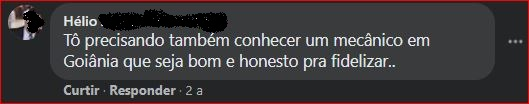 Hélio
Tô precisando também conhecer um mecânico em
Goiânia que seja bom e honesto pra fidelizar..
Curtir · Responder · 2 a